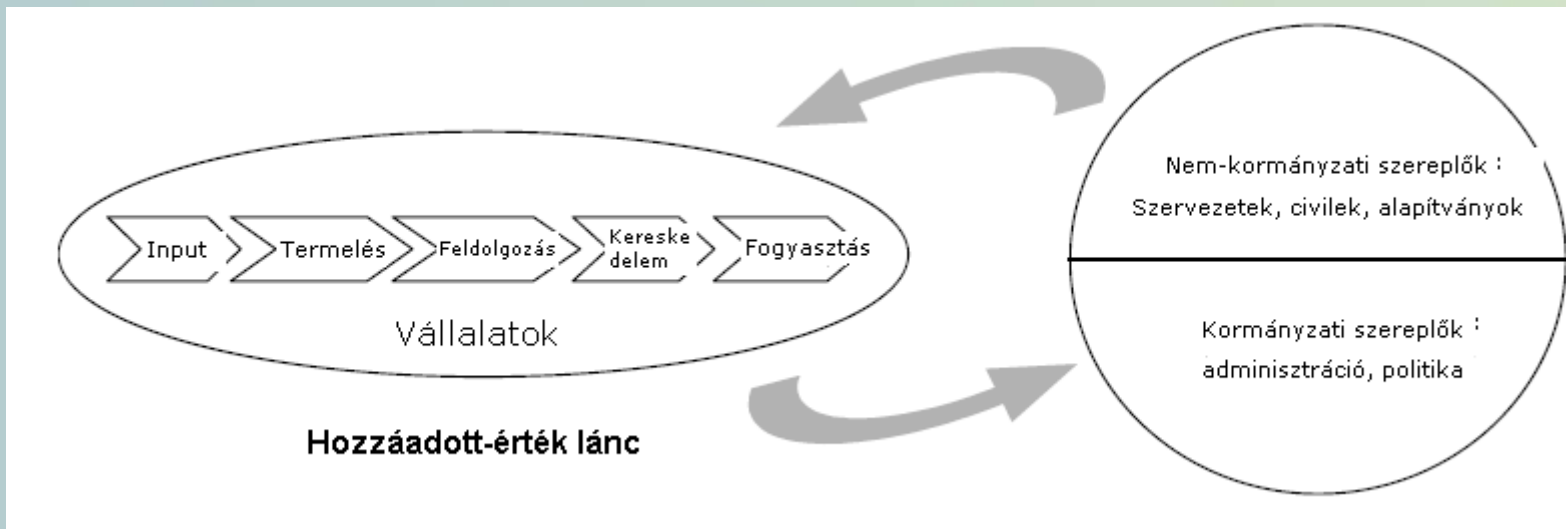 Input
Termelés
Feldolgozás
Kereske
delem
Fogyasztás
Vállalatok
Hozzáadott-érték lánc
Nem-kormányzati szereplők :
Szervezetek, civilek, alapítványok
Kormányzati szereplők :
adminisztráció, politika